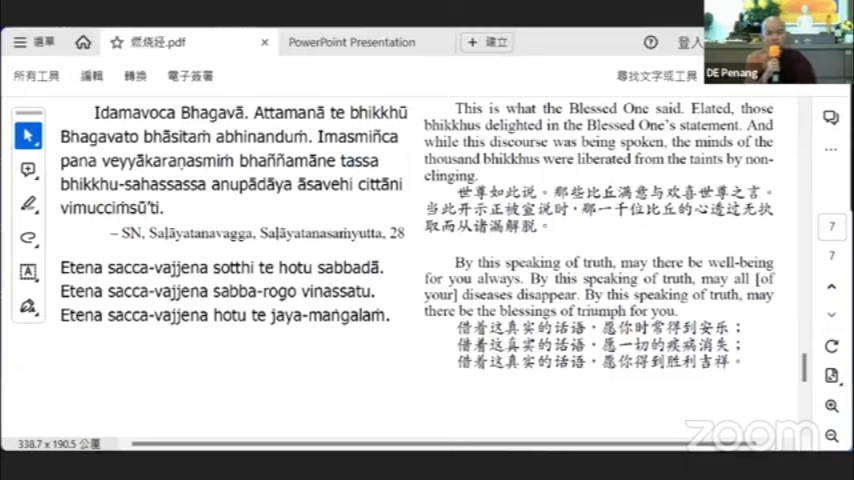 選單
燃烧经.pdf
PowerPoint Presentation
建立
登入
所有工具
編輯
轉換
電子簽署
尋找文字或工具
DE Penang
Idamavoca Bhagavā. Attamanā te bhikkhū
Bhagavato bhāsitaṁ abhinanduṁ. Imasmiñca
pana veyyākaraṇasmiṁ bhaññamāne tassa
bhikkhu-sahassassa anupādāya āsavehi cittāni
vimucciṁsū'ti.
– SN, Saḷāyatanavagga, Saḷāyatanasaṁyutta, 28
Etena sacca-vajjena sotthi te hotu sabbadā.
Etena sacca-vajjena sabba-rogo vinassatu.
Etena sacca-vajjena hotu te jaya-maṅgalaṁ.
This is what the Blessed One said. Elated, those
bhikkhus delighted in the Blessed One's statement. And
while this discourse was being spoken, the minds of the
thousand bhikkhus were liberated from the taints by non-
clinging.
世尊如此说。那些比丘满意与欢喜世尊之言。
当此开示正被宣说时，那一千位比丘的心透过无执
取而从诸漏解脱。
By this speaking of truth, may there be well-being
for you always. By this speaking of truth, may all [of
your] diseases disappear. By this speaking of truth, may
there be the blessings of triumph for you.
借着这真实的话语，愿你时常得到安乐；
借着这真实的话语，愿一切的疾病消失；
借着这真实的话语，愿你得到胜利吉祥。
7
7
338.7 x 190.5 公厘
zoom